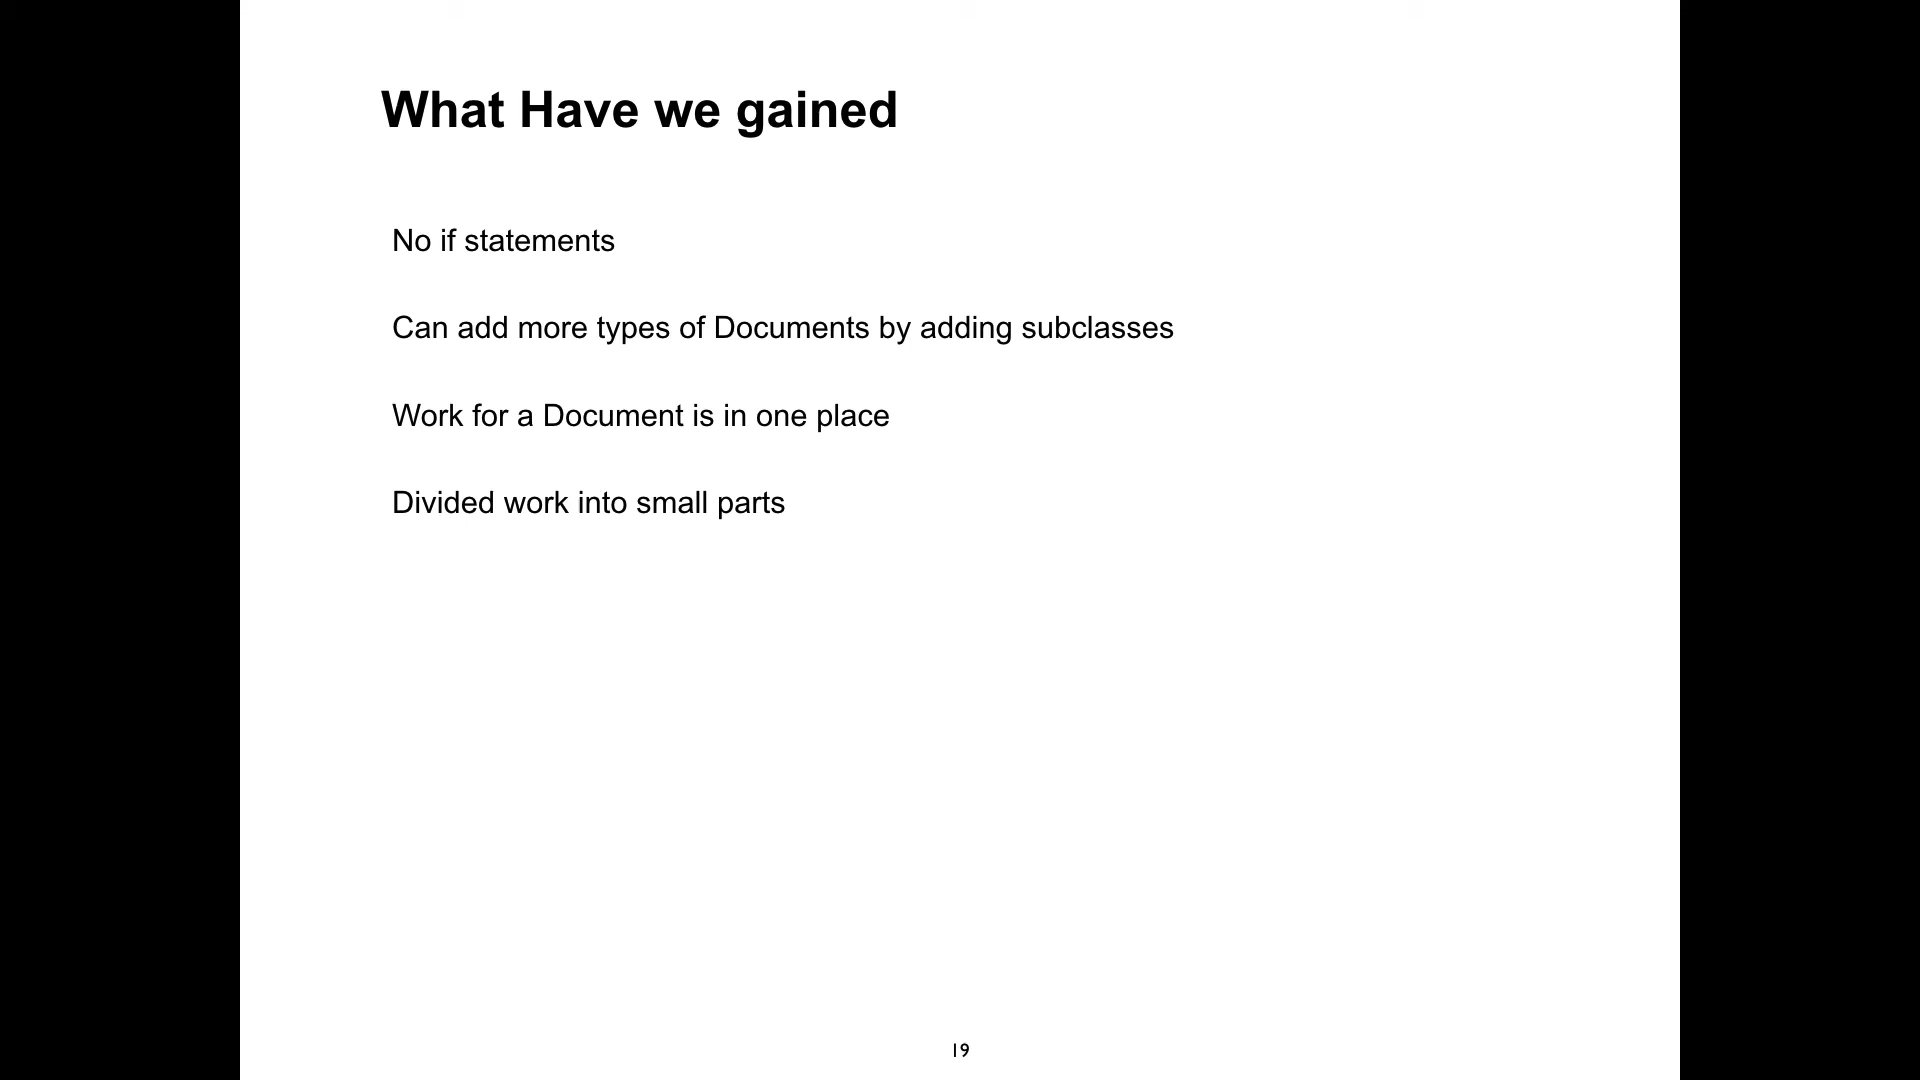 What Have we gained
No if statements
Can add more types of Documents by adding subclasses
Work for a Document is in one place
Divided work into small parts
19